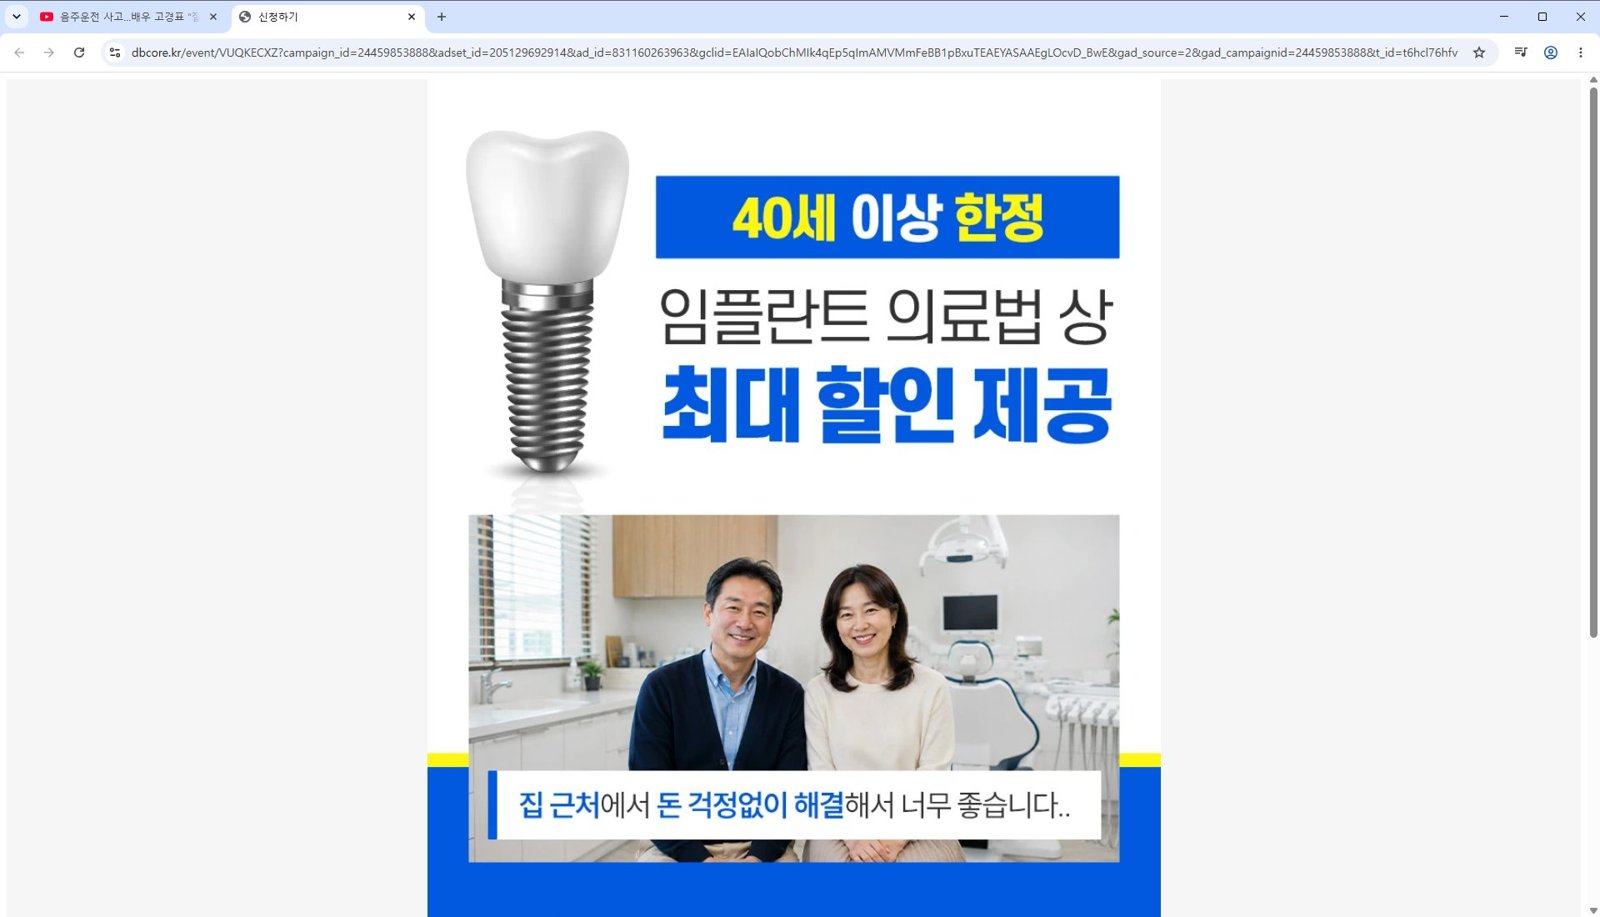 음주운전 사고...배우 고경표 "잘
신청하기
dbcore.kr/event/VUQKECXZ?campaign_id=24459853888&adset_id=205129692914&ad_id=831160263963&gclid=EAIaIQobChMIk4qEp5qImAMVMmFeBB1pBxuTEAEYASAAEgLOcvD_BwE&gad_source=2&gad_campaignid=24459853888&t_id=t6hcl76hfv
40세 이상 한정
임플란트 의료법 상
최대 할인 제공
집 근처에서 돈 걱정없이 해결해서 너무 좋습니다..